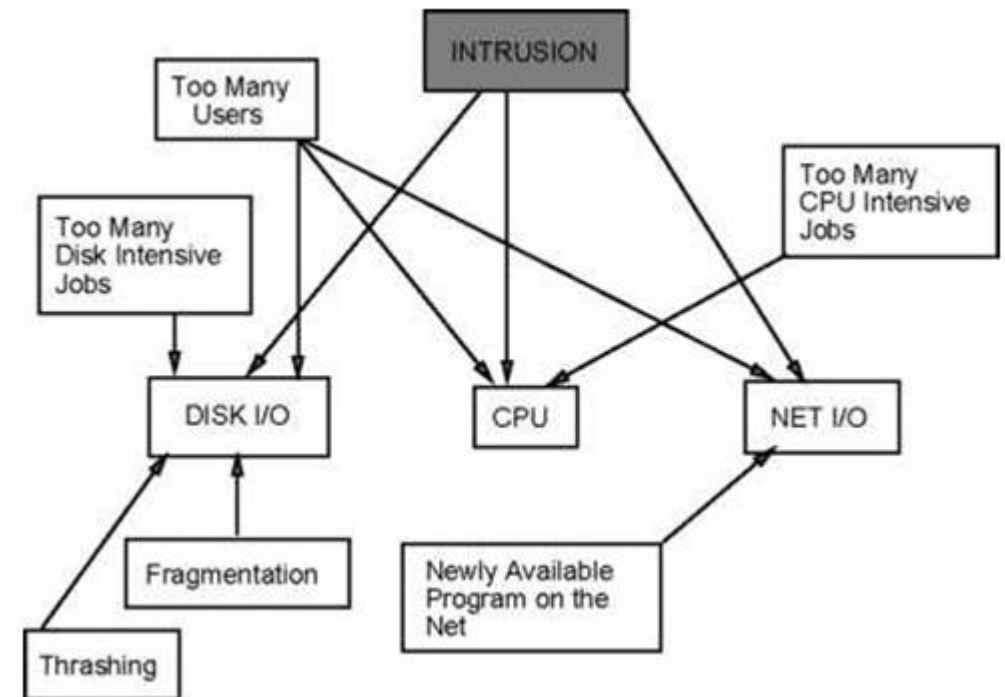 INTRUSION
Too Many
Users
Too Many
CPU Intensive
Jobs
Too Many
Disk Intensive
Jobs
DISK I/O
CPU
NET I/O
Fragmentation
Newly Available
Program on the
Net
Thrashing